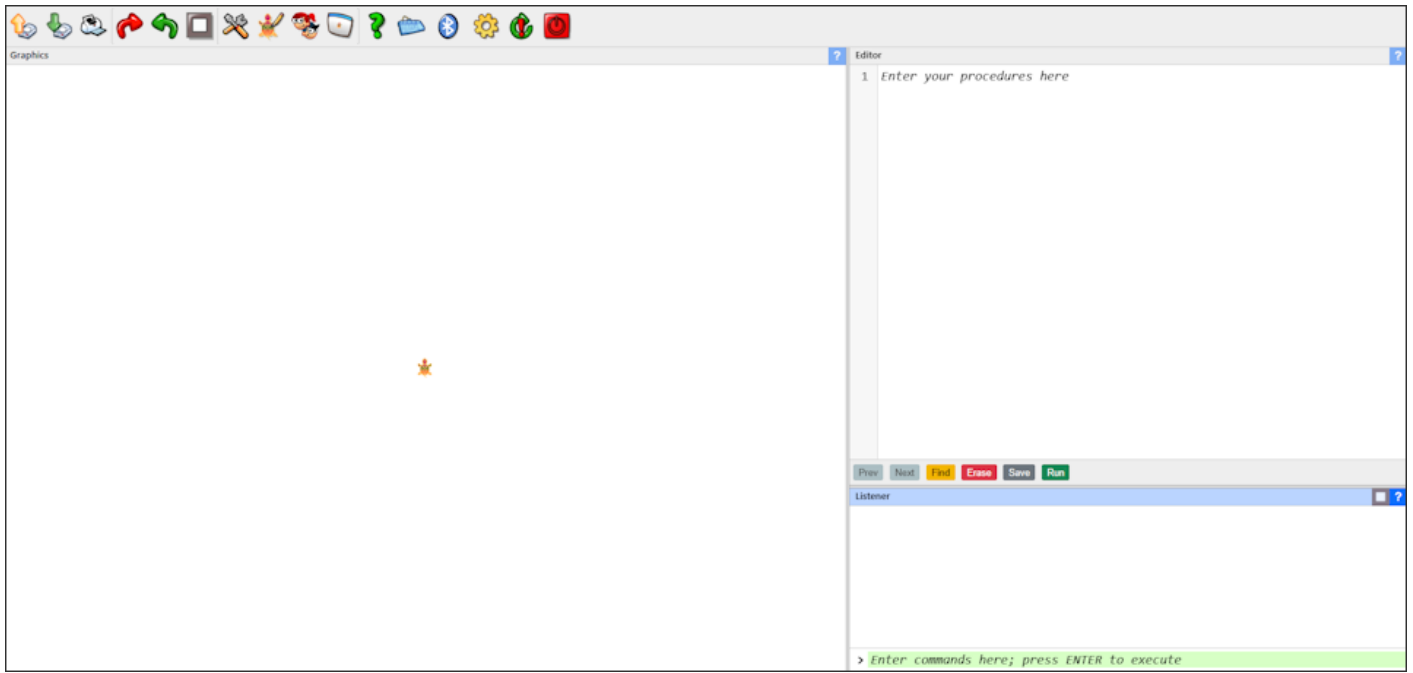 Graphics
?
Editor
?
1 Enter your procedures here
Prev Next Find Erase Save Run
Listener
?
> Enter commands here; press ENTER to execute